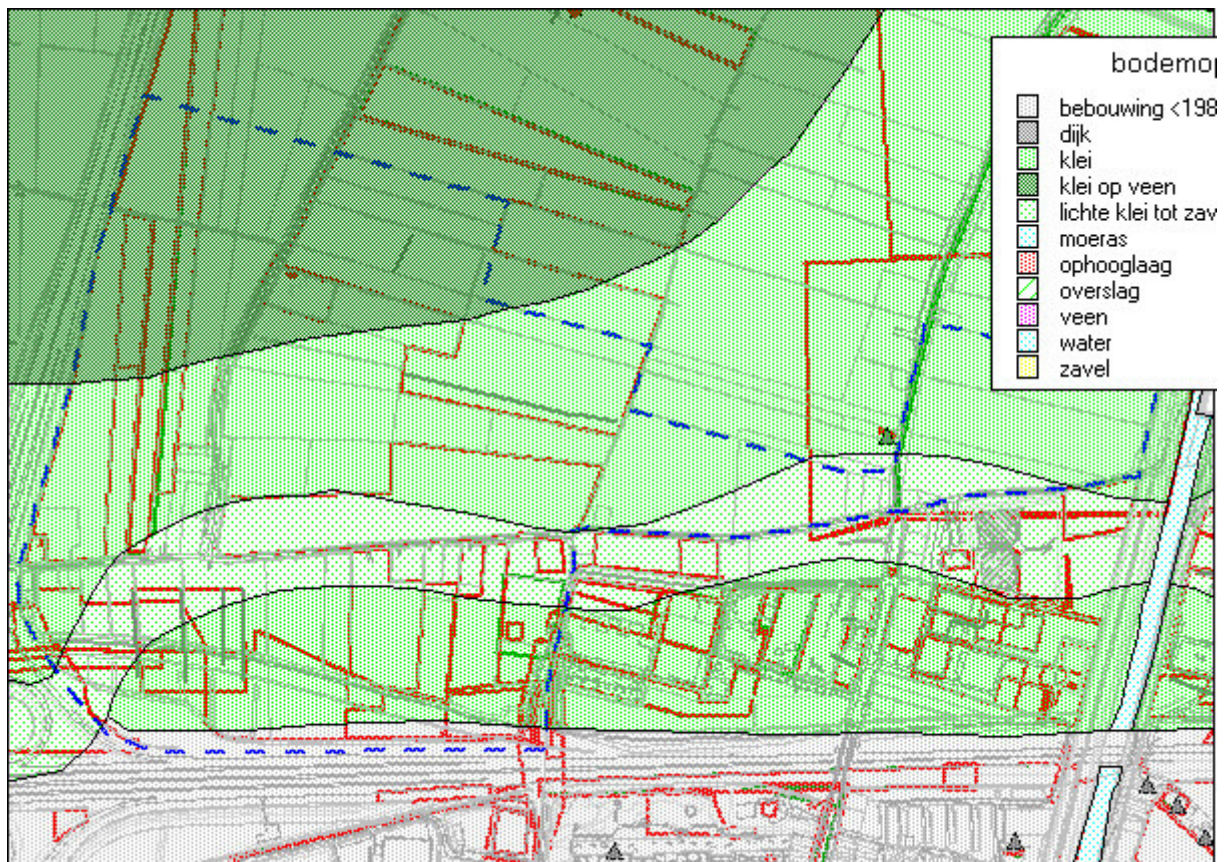 bodemop
bebouwing <198
dijk
klei
klei op veen
lichte klei tot zav
moeras
ophooglaag
overslag
veen
water
zavel